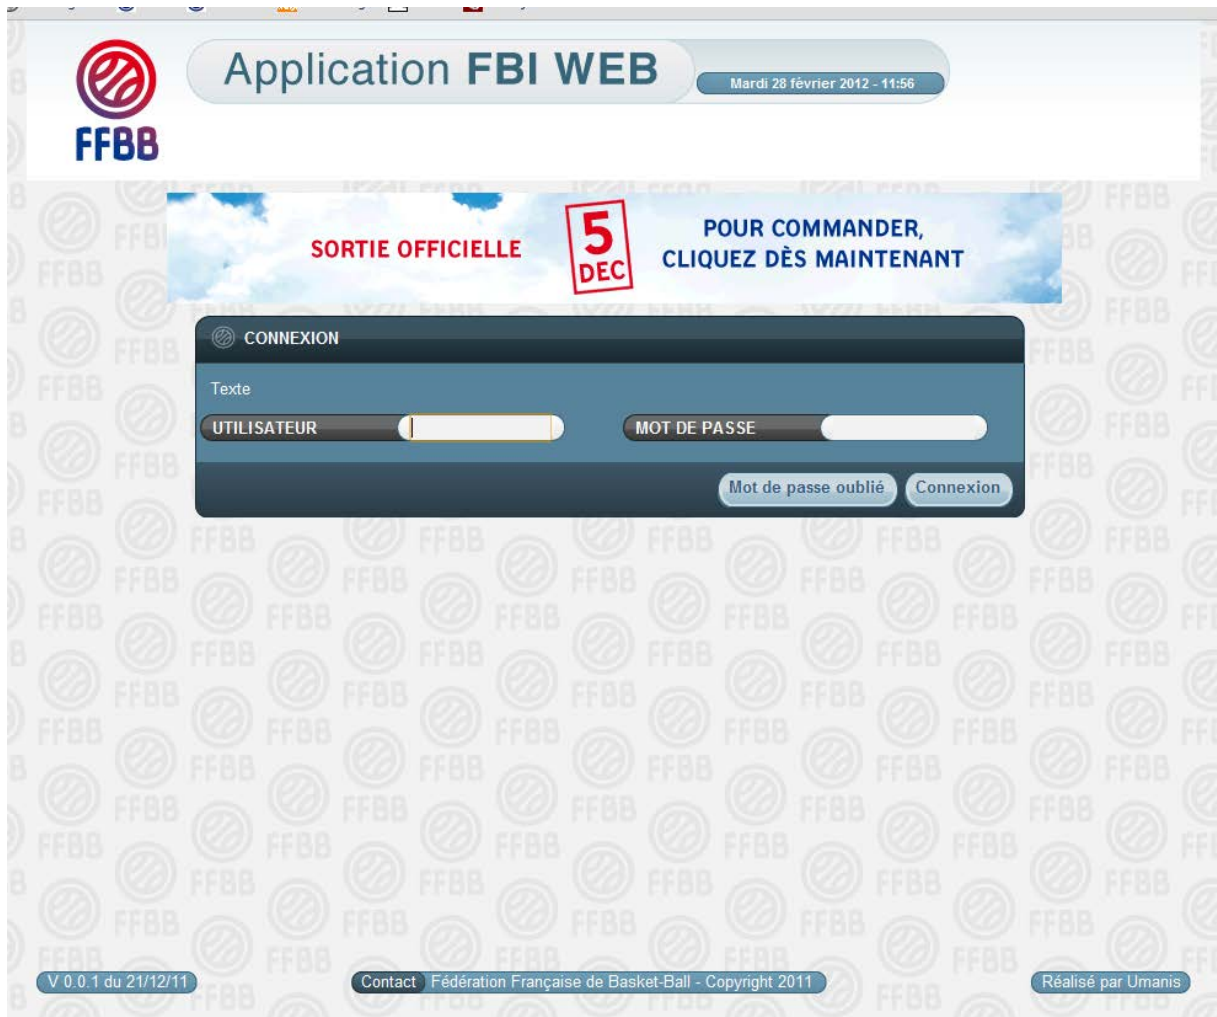 Application FBI WEB
Mardi 28 février 2012 - 11:56
FFBB
SORTIE OFFICIELLE
5
DEC
POUR COMMANDER,
CLIQUEZ DÈS MAINTENANT
CONNEXION
Texte
UTILISATEUR
MOT DE PASSE
Mot de passe oublié
Connexion
V 0.0.1 du 21/12/11
Contact Fédération Française de Basket-Ball - Copyright 2011
Réalisé par Umanis